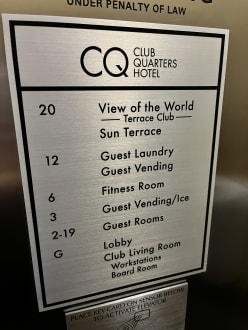 UNDER PENALTY OF LAW
CQ CLUB
QUARTERS
HOTEL
20 View of the World
Terrace Club
Sun Terrace
12 Guest Laundry
Guest Vending
6 Fitness Room
3 Guest Vending/Ice
2-19 Guest Rooms
G Lobby
Club Living Room
Workstations
Board Room
PLACE KEY CARD ON SENSOR BELOW
TO ACTIVATE ELEVATOR